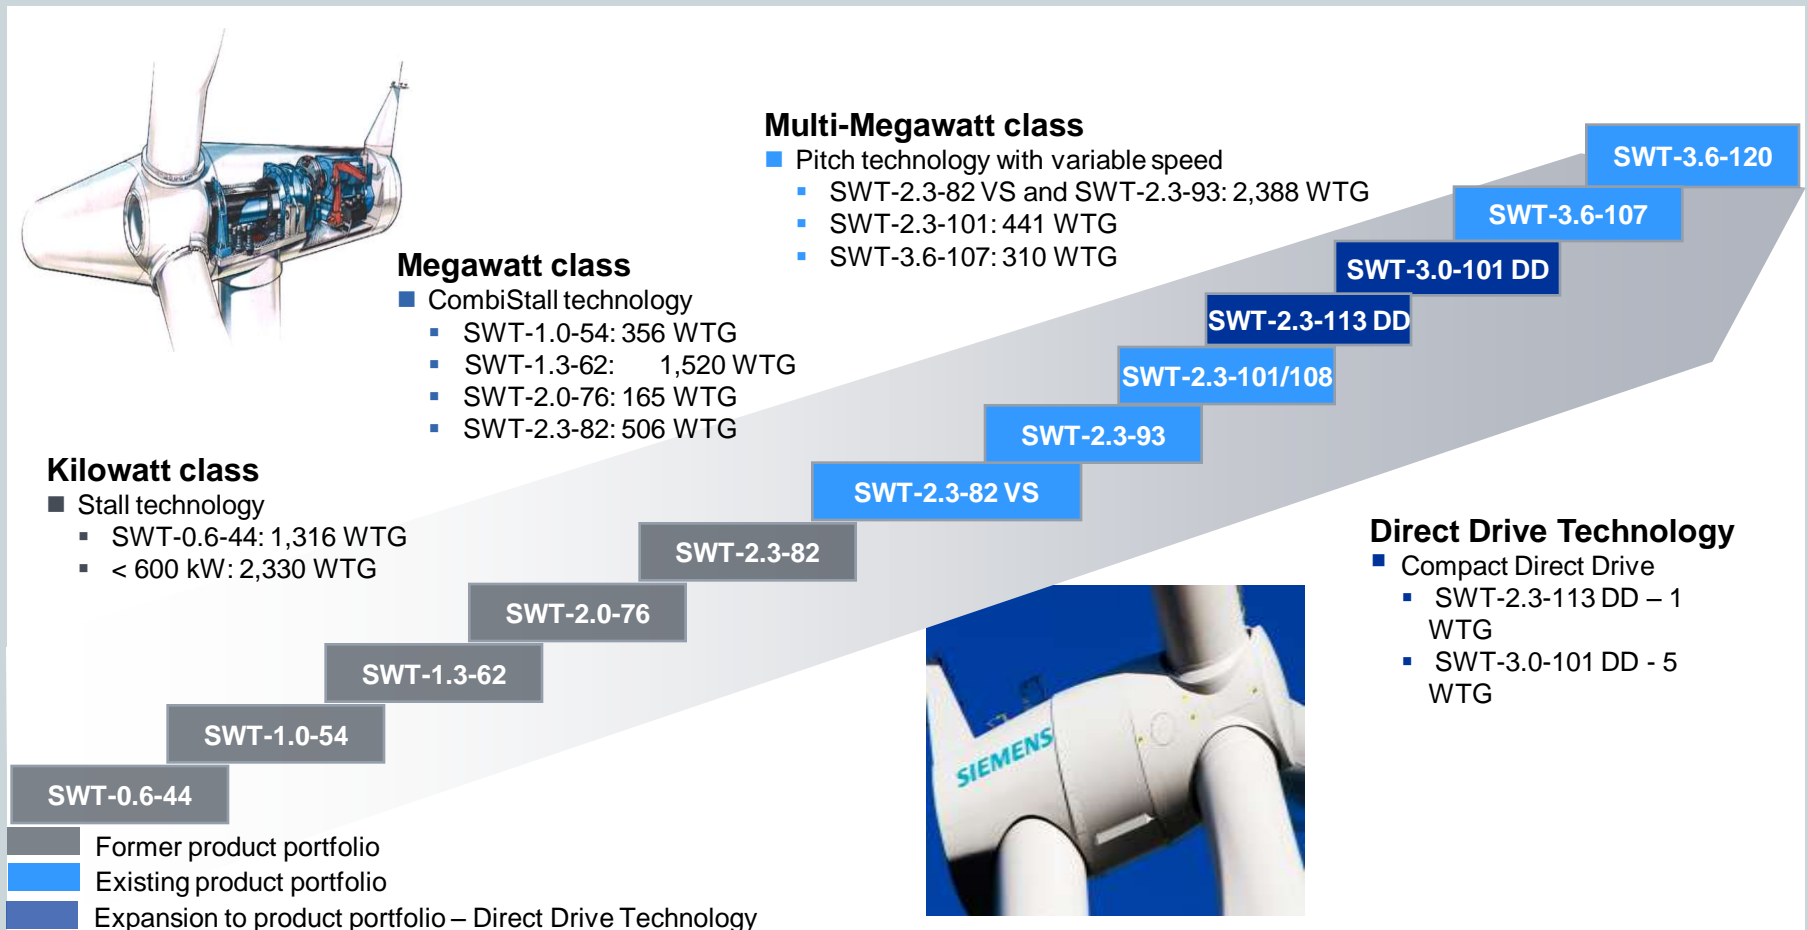 Multi-Megawatt class
Pitch technology with variable speed
SWT-2.3-82 VS and SWT-2.3-93: 2,388 WTG
SWT-2.3-101: 441 WTG
SWT-3.6-107: 310 WTG
Megawatt class
CombiStall technology
SWT-1.0-54: 356 WTG
SWT-1.3-62: 1,520 WTG
SWT-2.0-76: 165 WTG
SWT-2.3-82: 506 WTG
Kilowatt class
Stall technology
SWT-0.6-44: 1,316 WTG
< 600 kW: 2,330 WTG
SWT-3.6-120
SWT-3.6-107
SWT-3.0-101 DD
SWT-2.3-113 DD
SWT-2.3-101/108
SWT-2.3-93
SWT-2.3-82 VS
SWT-2.3-82
SWT-2.0-76
SWT-1.3-62
SWT-1.0-54
SWT-0.6-44
Direct Drive Technology
Compact Direct Drive
SWT-2.3-113 DD – 1
WTG
SWT-3.0-101 DD - 5
WTG
SIEMENS
Former product portfolio
Existing product portfolio
Expansion to product portfolio – Direct Drive Technology